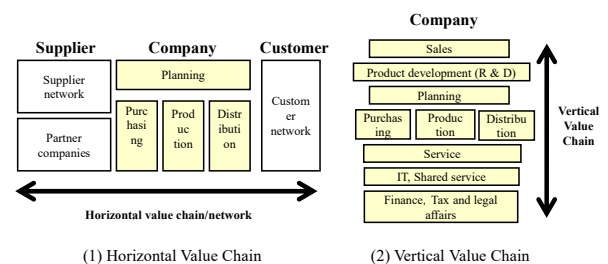 Supplier
Company
Customer
Supplier
network
Partner
companies
Planning
Purc
hasi
ng
Prod
uc
tion
Distr
ibuti
on
Custom
er
network
Horizontal value chain/network
(1) Horizontal Value Chain
Company
Sales
Product development (R & D)
Planning
Purchas
ing
Produc
tion
Distribu
tion
Service
IT, Shared service
Finance, Tax and legal
affairs
Vertical
Value
Chain
(2) Vertical Value Chain